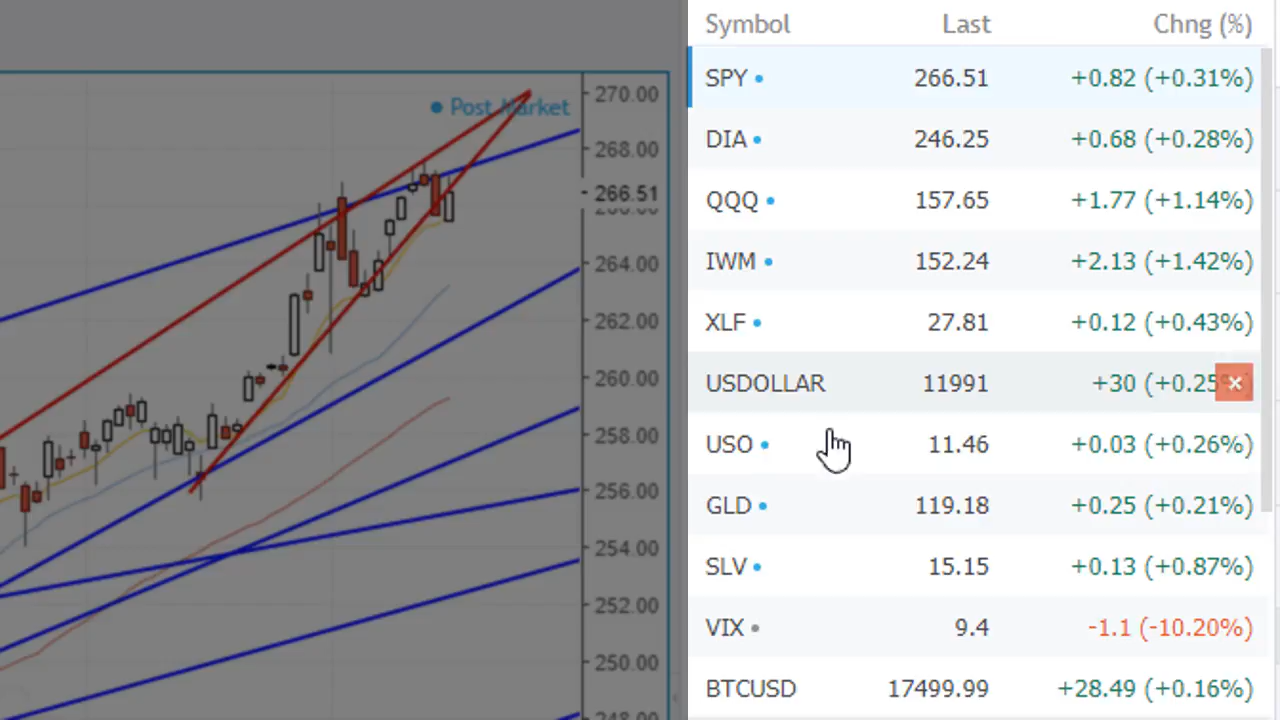 Symbol Last Chng (%)
SPY 266.51 +0.82 (+0.31%)
DIA 246.25 +0.68 (+0.28%)
QQQ 157.65 +1.77 (+1.14%)
IWM 152.24 +2.13 (+1.42%)
XLF 27.81 +0.12 (+0.43%)
USDOLLAR 11991 +30 (+0.25
USO 11.46 +0.03 (+0.26%)
GLD 119.18 +0.25 (+0.21%)
SLV 15.15 +0.13 (+0.87%)
VIX 9.4 -1.1 (-10.20%)
BTCUSD 17499.99 +28.49 (+0.16%)
Post Market
270.00
268.00
266.51
264.00
262.00
260.00
258.00
256.00
254.00
252.00
250.00
248.00